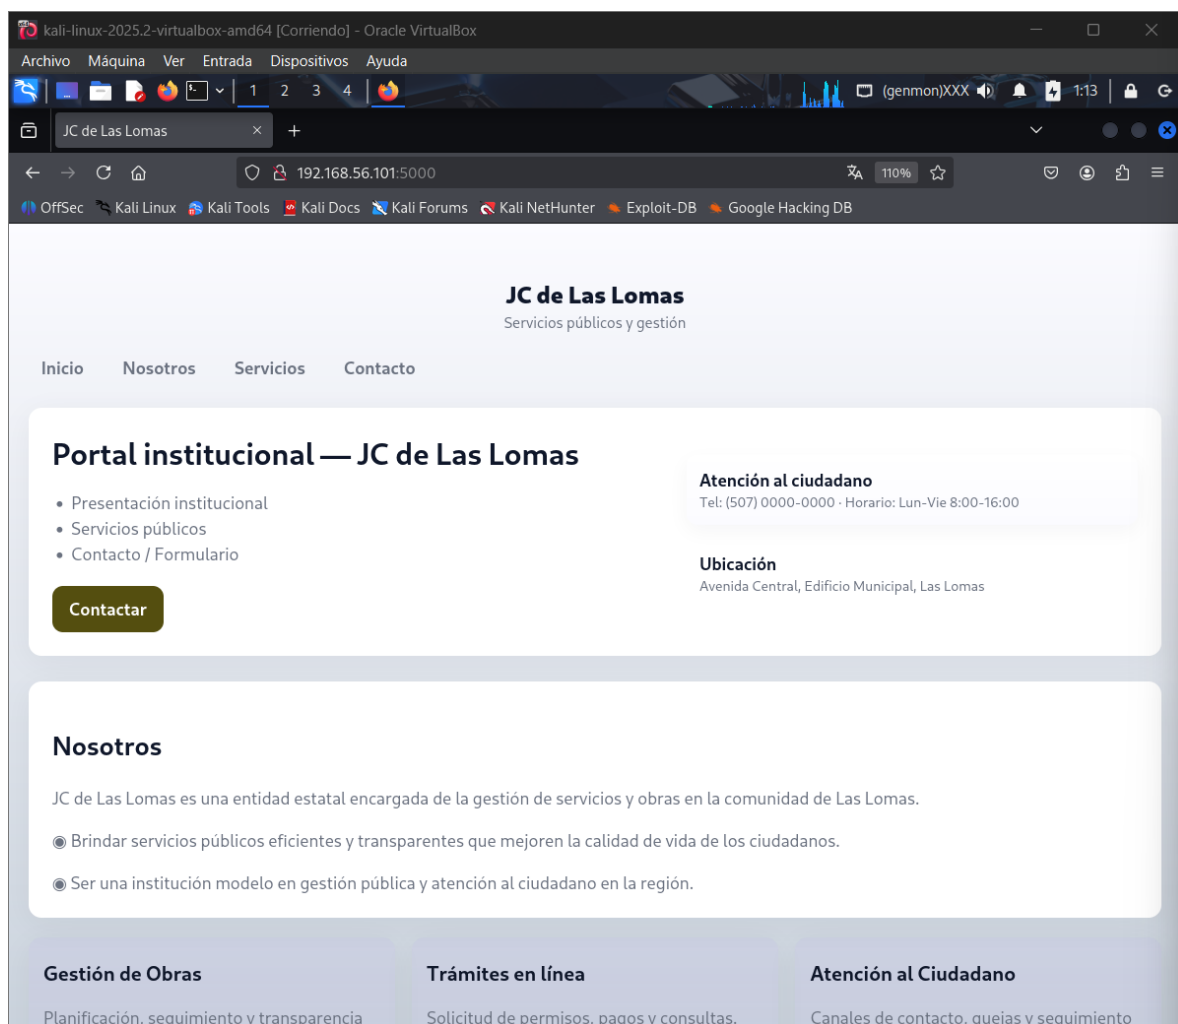 kali-linux-2025.2-virtualbox-amd64 [Corriendo] - Oracle VirtualBox
Archivo Máquina Ver Entrada Dispositivos Ayuda
1 2 3 4 (genmon)XXX 1:13
JC de Las Lomas
192.168.56.101:5000 110%
OffSec Kali Linux Kali Tools Kali Docs Kali Forums Kali NetHunter Exploit-DB Google Hacking DB
JC de Las Lomas
Servicios públicos y gestión
Inicio Nosotros Servicios Contacto
Portal institucional — JC de Las Lomas
• Presentación institucional
• Servicios públicos
• Contacto / Formulario
Contactar
Atención al ciudadano
Tel: (507) 0000-0000 · Horario: Lun-Vie 8:00-16:00
Ubicación
Avenida Central, Edificio Municipal, Las Lomas
Nosotros
JC de Las Lomas es una entidad estatal encargada de la gestión de servicios y obras en la comunidad de Las Lomas.
◉ Brindar servicios públicos eficientes y transparentes que mejoren la calidad de vida de los ciudadanos.
◉ Ser una institución modelo en gestión pública y atención al ciudadano en la región.
Gestión de Obras
Planificación, seguimiento y transparencia
Trámites en línea
Solicitud de permisos, pagos y consultas.
Atención al Ciudadano
Canales de contacto, quejas y seguimiento